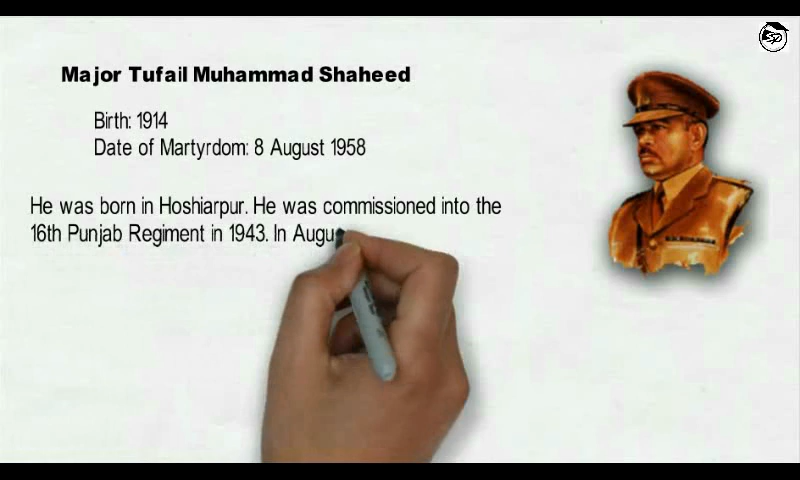 Major Tufail Muhammad Shaheed
Birth: 1914
Date of Martyrdom: 8 August 1958
He was born in Hoshiarpur. He was commissioned into the
16th Punjab Regiment in 1943. In Augu